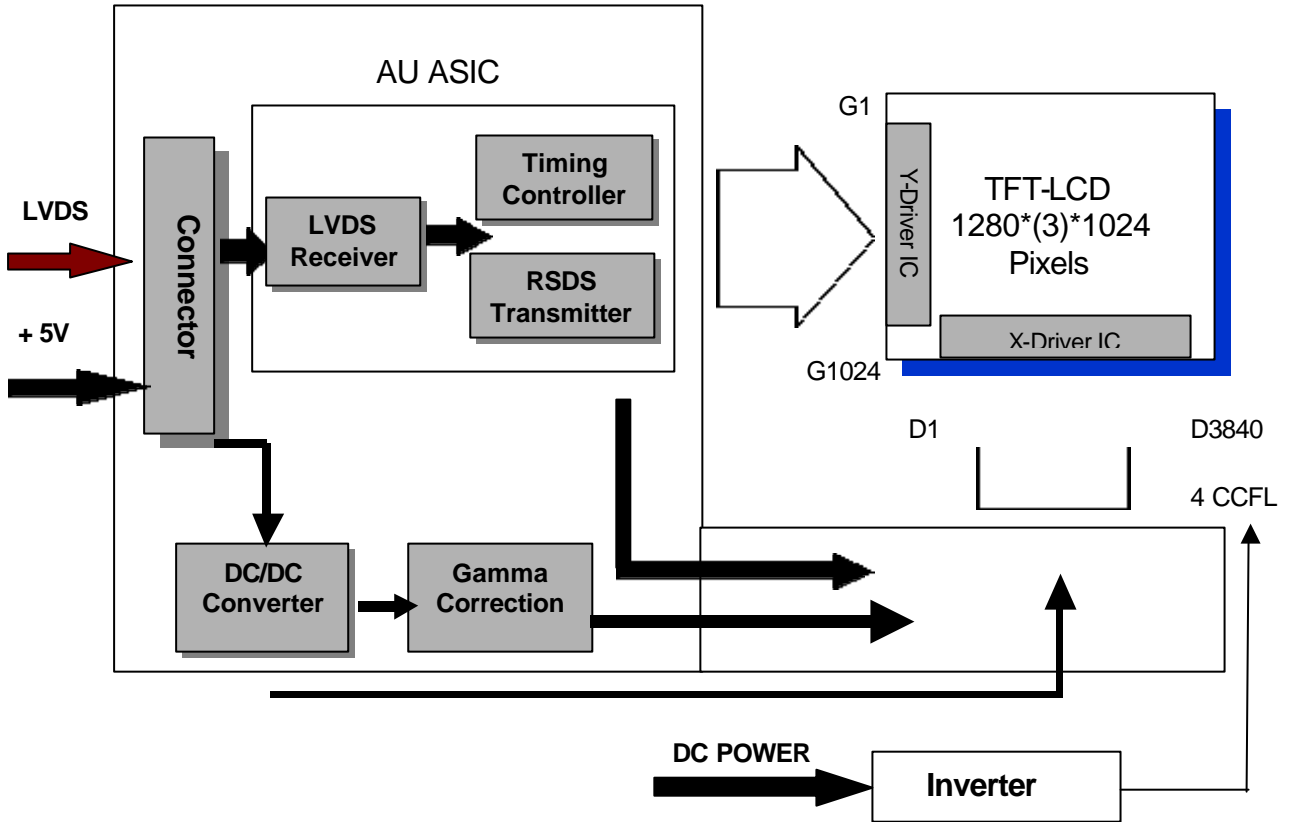 AU ASIC
LVDS
+ 5V
Connector
LVDS
Receiver
Timing
Controller
RSDS
Transmitter
DC/DC
Converter
Gamma
Correction
G1
G1024
Y-Driver IC
TFT-LCD
1280*(3)*1024
Pixels
X-Driver IC
D1
D3840
4 CCFL
DC POWER
Inverter